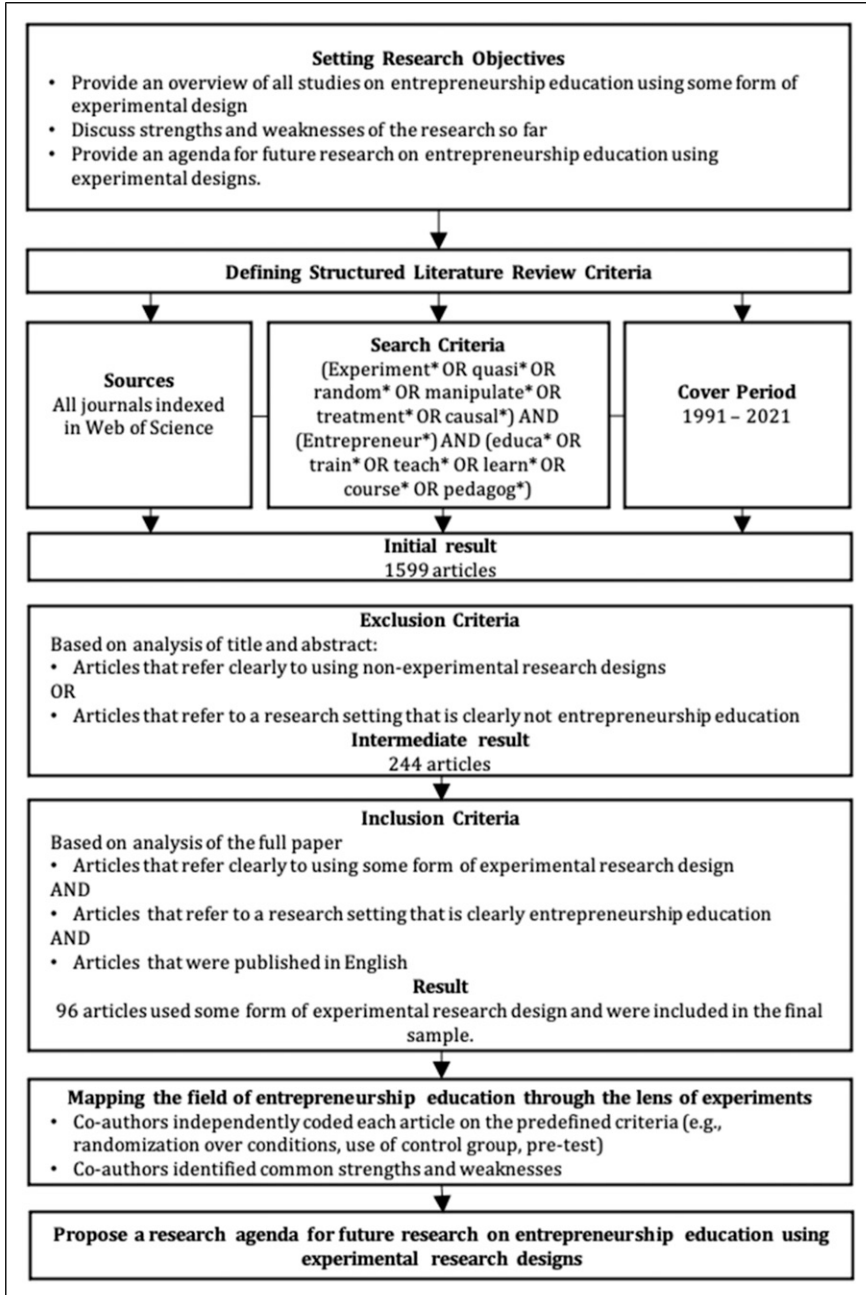 Setting Research Objectives
• Provide an overview of all studies on entrepreneurship education using some form of
experimental design
• Discuss strengths and weaknesses of the research so far
• Provide an agenda for future research on entrepreneurship education using
experimental designs.
Defining Structured Literature Review Criteria
Sources
All journals indexed
in Web of Science
Search Criteria
(Experiment* OR quasi* OR
random* OR manipulate* OR
treatment* OR causal*) AND
(Entrepreneur*) AND (educa* OR
train* OR teach* OR learn* OR
course* OR pedagog*)
Cover Period
1991 – 2021
Initial result
1599 articles
Exclusion Criteria
Based on analysis of title and abstract:
• Articles that refer clearly to using non-experimental research designs
OR
• Articles that refer to a research setting that is clearly not entrepreneurship education
Intermediate result
244 articles
Inclusion Criteria
Based on analysis of the full paper
• Articles that refer clearly to using some form of experimental research design
AND
• Articles that refer to a research setting that is clearly entrepreneurship education
AND
• Articles that were published in English
Result
96 articles used some form of experimental research design and were included in the final
sample.
Mapping the field of entrepreneurship education through the lens of experiments
• Co-authors independently coded each article on the predefined criteria (e.g.,
randomization over conditions, use of control group, pre-test)
• Co-authors identified common strengths and weaknesses
Propose a research agenda for future research on entrepreneurship education using
experimental research designs